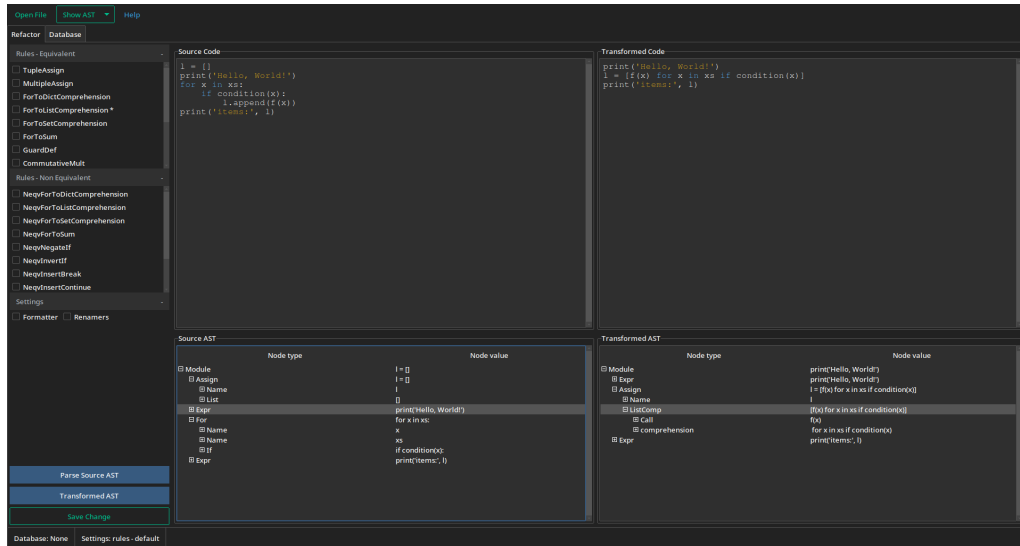 Open File Show AST Help
Refactor Database
Rules - Equivalent -
TupleAssign
MultipleAssign
ForToDictComprehension
ForToListComprehension *
ForToSetComprehension
ForToSum
GuardDef
CommutativeMult
Rules - Non Equivalent -
NeqvForToDictComprehension
NeqvForToListComprehension
NeqvForToSetComprehension
NeqvForToSum
NeqvNegateIf
NeqvInvertIf
NeqvInsertBreak
NeqvInsertContinue
Settings -
Formatter Renamers
Parse Source AST
Transformed AST
Save Change
Source Code
l = []
print('Hello, World!')
for x in xs:
    if condition(x):
        l.append(f(x))
print('items:', l)
Transformed Code
print('Hello, World!')
l = [f(x) for x in xs if condition(x)]
print('items:', l)
Source AST
Node type Node value
Module l = []
Assign l = []
Name l
List []
Expr print('Hello, World!')
For for x in xs:
Name x
Name xs
If if condition(x):
Expr print('items:', l)
Transformed AST
Node type Node value
Module print('Hello, World!')
Expr print('Hello, World!')
Assign l = [f(x) for x in xs if condition(x)]
Name l
ListComp [f(x) for x in xs if condition(x)]
Call f(x)
comprehension for x in xs if condition(x)
Expr print('items:', l)
Database: None Settings: rules - default